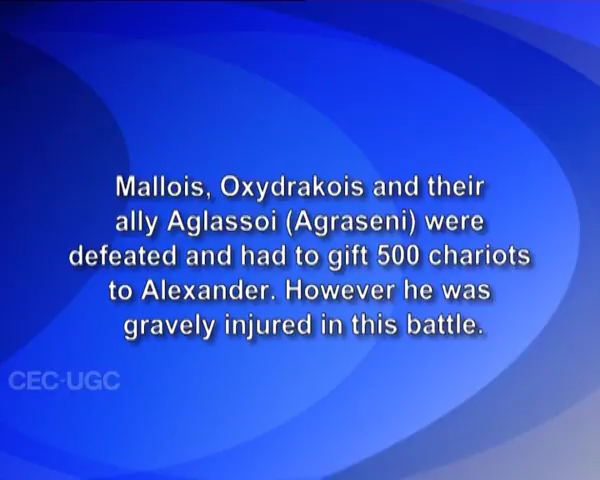 Mallois, Oxydrakois and their
ally Aglassoi (Agraseni) were
defeated and had to gift 500 chariots
to Alexander. However he was
gravely injured in this battle.
CEC-UGC